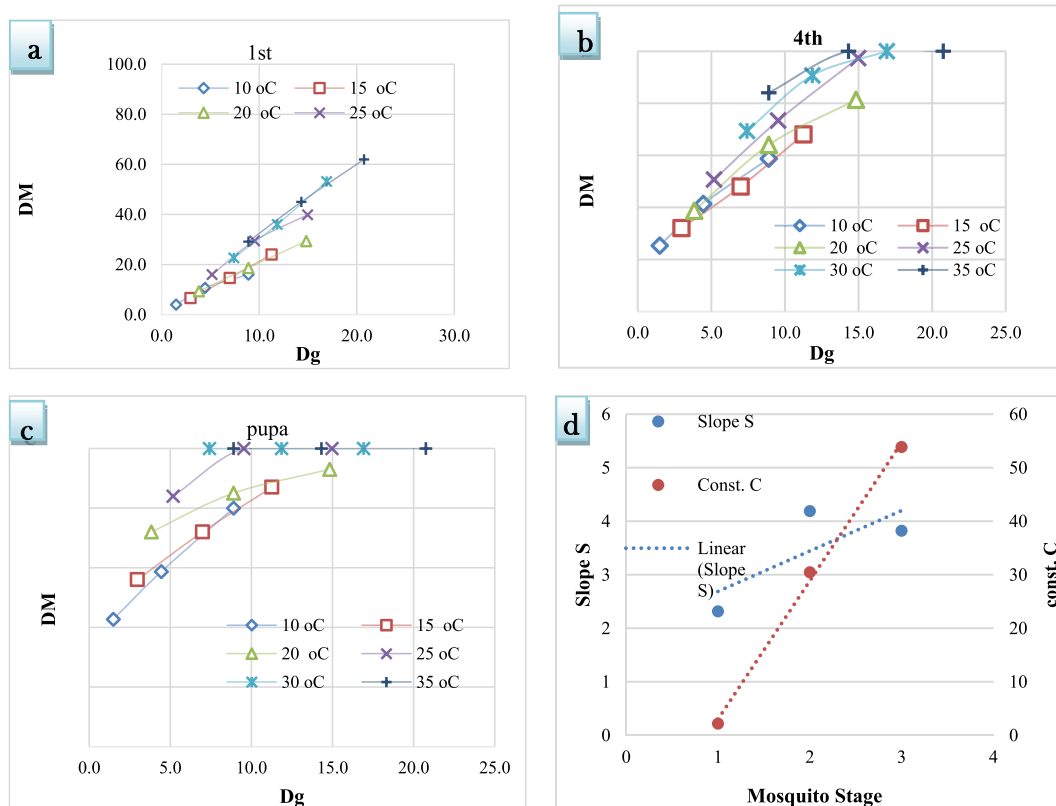 a
1st
100.0
80.0
60.0
40.0
20.0
0.0
DM
10 oC
15 oC
20 oC
25 oC
0.0 10.0 20.0 30.0
Dg
b
4th
DM
10 oC
15 oC
20 oC
25 oC
30 oC
35 oC
0.0 5.0 10.0 15.0 20.0 25.0
Dg
c
pupa
DM
10 oC
15 oC
20 oC
25 oC
30 oC
35 oC
0.0 5.0 10.0 15.0 20.0 25.0
Dg
d
6
5
4
3
2
1
0
Slope S
Slope S
Const. C
Linear
(Slope
S)
60
50
40
30
20
10
0
const. C
0 1 2 3 4
Mosquito Stage